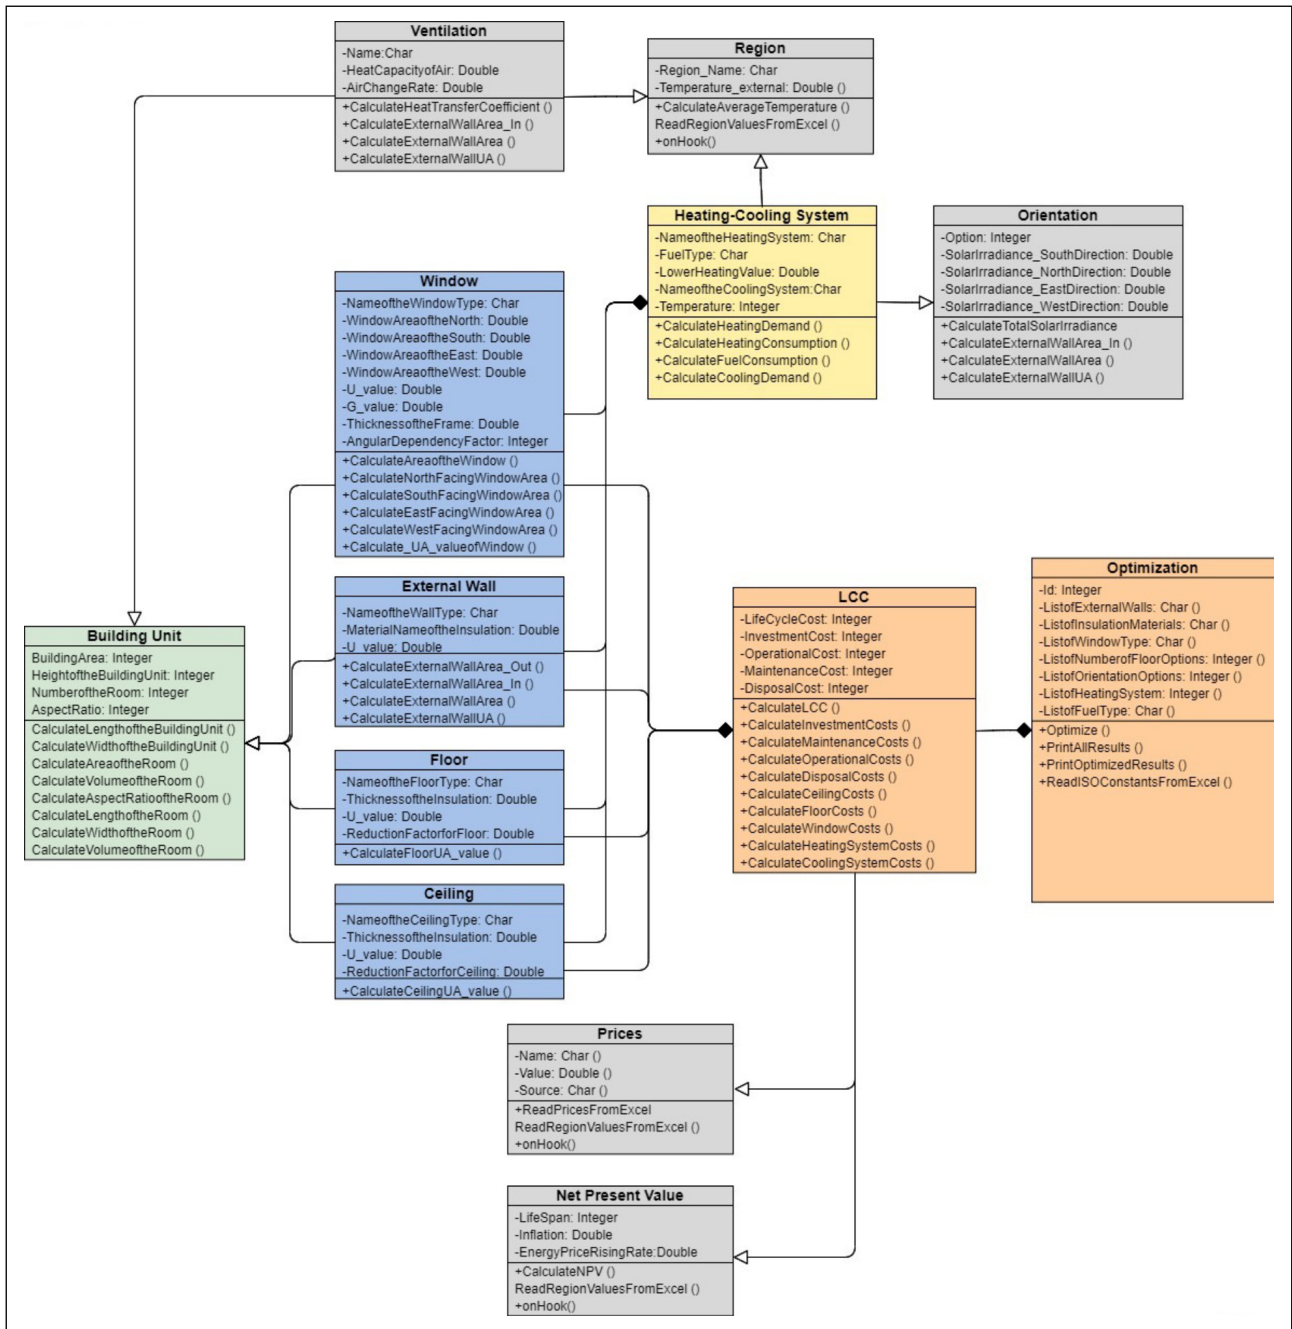 Ventilation
-Name:Char
-HeatCapacityofAir: Double
-AirChangeRate: Double
+CalculateHeatTransferCoefficient ()
+CalculateExternalWallArea_In ()
+CalculateExternalWallArea ()
+CalculateExternalWallUA ()
Region
-Region_Name: Char
-Temperature_external: Double ()
+CalculateAverageTemperature ()
ReadRegionValuesFromExcel ()
+onHook()
Heating-Cooling System
-NameoftheHeatingSystem: Char
-FuelType: Char
-LowerHeatingValue: Double
-NameoftheCoolingSystem:Char
-Temperature: Integer
+CalculateHeatingDemand ()
+CalculateHeatingConsumption ()
+CalculateFuelConsumption ()
+CalculateCoolingDemand ()
Orientation
-Option: Integer
-SolarIrradiance_SouthDirection: Double
-SolarIrradiance_NorthDirection: Double
-SolarIrradiance_EastDirection: Double
-SolarIrradiance_WestDirection: Double
+CalculateTotalSolarIrradiance
+CalculateExternalWallArea_In ()
+CalculateExternalWallArea ()
+CalculateExternalWallUA ()
Window
-NameoftheWindowType: Char
-WindowAreaoftheNorth: Double
-WindowAreaoftheSouth: Double
-WindowAreaoftheEast: Double
-WindowAreaoftheWest: Double
-U_value: Double
-G_value: Double
-ThicknessoftheFrame: Double
-AngularDependencyFactor: Integer
+CalculateAreaoftheWindow ()
+CalculateNorthFacingWindowArea ()
+CalculateSouthFacingWindowArea ()
+CalculateEastFacingWindowArea ()
+CalculateWestFacingWindowArea ()
+Calculate_UA_valueofWindow ()
External Wall
-NameoftheWallType: Char
-MaterialNameoftheInsulation: Double
-U_value: Double
+CalculateExternalWallArea_Out ()
+CalculateExternalWallArea_In ()
+CalculateExternalWallArea ()
+CalculateExternalWallUA ()
Building Unit
BuildingArea: Integer
HeightoftheBuildingUnit: Integer
NumberoftheRoom: Integer
AspectRatio: Integer
CalculateLengthoftheBuildingUnit ()
CalculateWidthoftheBuildingUnit ()
CalculateAreaoftheRoom ()
CalculateVolumeoftheRoom ()
CalculateAspectRatiooftheRoom ()
CalculateLengthoftheRoom ()
CalculateWidthoftheRoom ()
CalculateVolumeoftheRoom ()
Floor
-NameoftheFloorType: Char
-ThicknessoftheInsulation: Double
-U_value: Double
-ReductionFactorforFloor: Double
+CalculateFloorUA_value ()
Ceiling
-NameoftheCeilingType: Char
-ThicknessoftheInsulation: Double
-U_value: Double
-ReductionFactorforCeiling: Double
+CalculateCeilingUA_value ()
LCC
-LifeCycleCost: Integer
-InvestmentCost: Integer
-OperationalCost: Integer
-MaintenanceCost: Integer
-DisposalCost: Integer
+CalculateLCC ()
+CalculateInvestmentCosts ()
+CalculateMaintenanceCosts ()
+CalculateOperationalCosts ()
+CalculateDisposalCosts ()
+CalculateCeilingCosts ()
+CalculateFloorCosts ()
+CalculateWindowCosts ()
+CalculateHeatingSystemCosts ()
+CalculateCoolingSystemCosts ()
Optimization
-Id: Integer
-ListofExternalWalls: Char ()
-ListofInsulationMaterials: Char ()
-ListofWindowType: Char ()
-ListofNumberofFloorOptions: Integer ()
-ListofOrientationOptions: Integer ()
-ListofHeatingSystem: Integer ()
-ListofFuelType: Char ()
+Optimize ()
+PrintAllResults ()
+PrintOptimizedResults ()
+ReadISOConstantsFromExcel ()
Prices
-Name: Char ()
-Value: Double ()
-Source: Char ()
+ReadPricesFromExcel
ReadRegionValuesFromExcel ()
+onHook()
Net Present Value
-LifeSpan: Integer
-Inflation: Double
-EnergyPriceRisingRate:Double
+CalculateNPV ()
ReadRegionValuesFromExcel ()
+onHook()